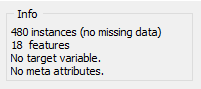 Info
480 instances (no missing data)
18 features
No target variable.
No meta attributes.